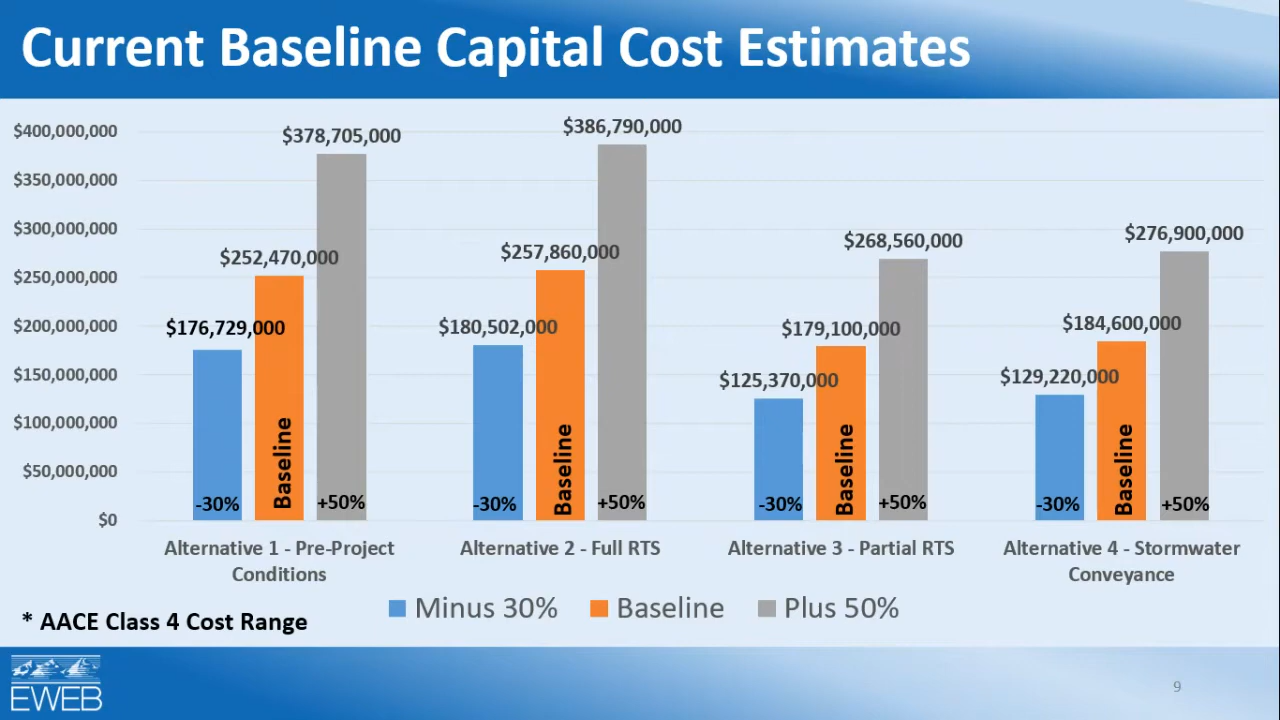 Current Baseline Capital Cost Estimates
$400,000,000
$350,000,000
$300,000,000
$250,000,000
$200,000,000
$150,000,000
$100,000,000
$50,000,000
$0
$176,729,000
$252,470,000
$378,705,000
-30%
Baseline
+50%
Alternative 1 - Pre-Project
Conditions
$180,502,000
$257,860,000
$386,790,000
-30%
Baseline
+50%
Alternative 2 - Full RTS
$125,370,000
$179,100,000
$268,560,000
-30%
Baseline
+50%
Alternative 3 - Partial RTS
$129,220,000
$184,600,000
$276,900,000
-30%
Baseline
+50%
Alternative 4 - Stormwater
Conveyance
Minus 30% Baseline Plus 50%
* AACE Class 4 Cost Range
EWEB
9